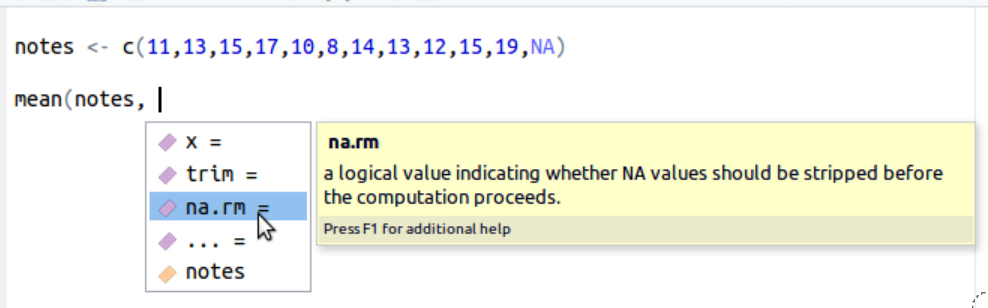 notes <- c(11,13,15,17,10,8,14,13,12,15,19,NA)
mean(notes,
x =
trim =
na.rm =
... =
notes
na.rm
a logical value indicating whether NA values should be stripped before
the computation proceeds.
Press F1 for additional help